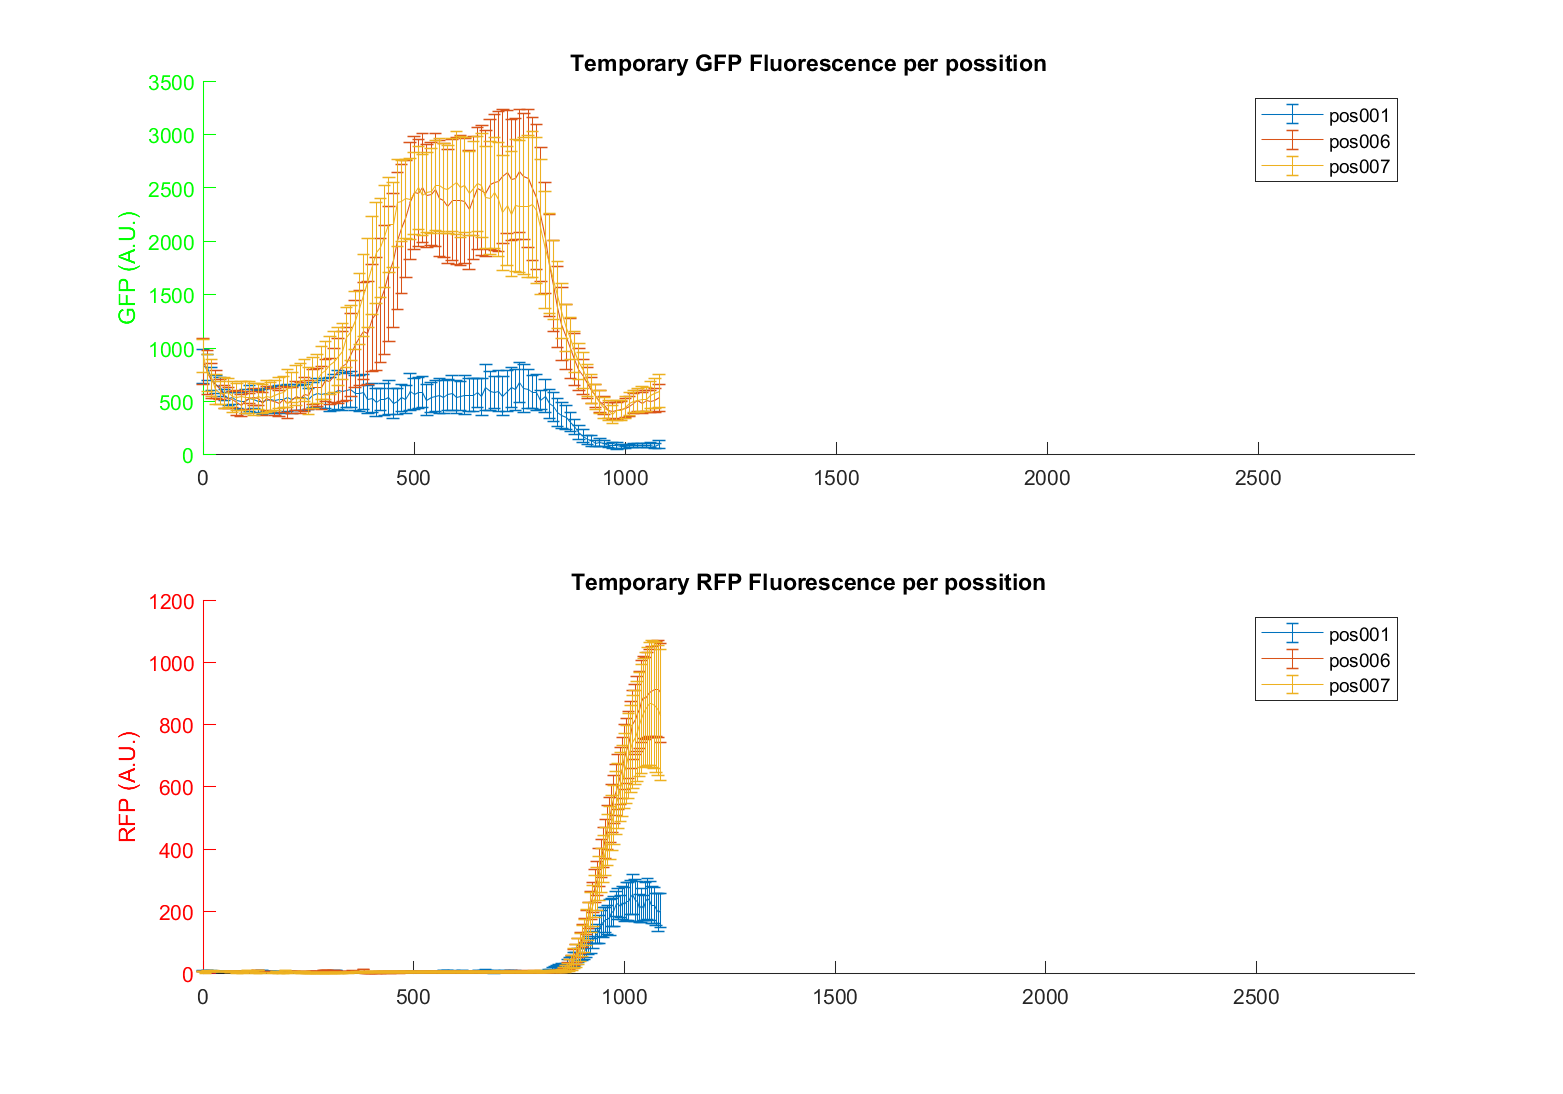 Temporary GFP Fluorescence per possition
3500
3000
2500
2000
1500
1000
500
0
GFP (A.U.)
0 500 1000 1500 2000 2500
pos001
pos006
pos007
Temporary RFP Fluorescence per possition
1200
1000
800
600
400
200
0
RFP (A.U.)
0 500 1000 1500 2000 2500
pos001
pos006
pos007